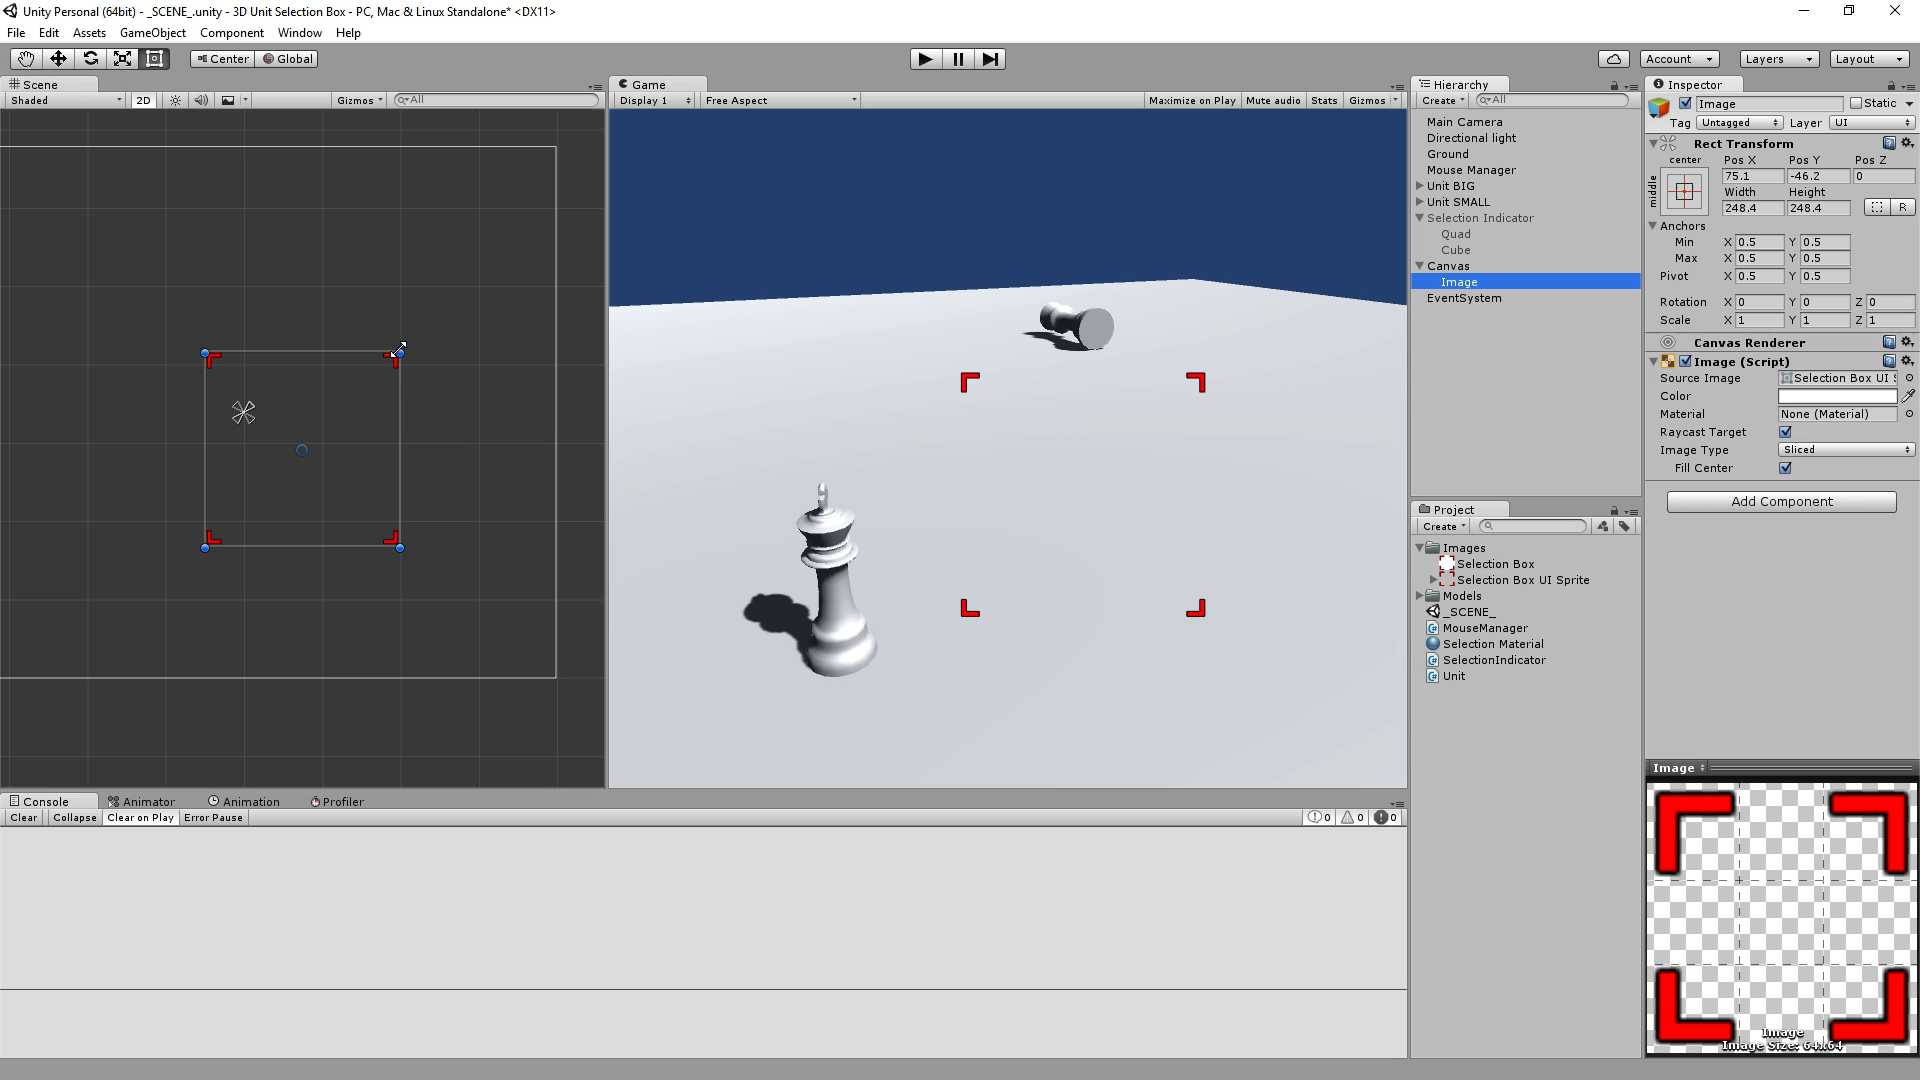 Unity Personal (64bit) - _SCENE_.unity - 3D Unit Selection Box - PC, Mac & Linux Standalone* <DX11>
File Edit Assets GameObject Component Window Help
Center Global Account Layers Layout
Scene
Shaded 2D Gizmos All
Game
Display 1 Free Aspect Maximize on Play Mute audio Stats Gizmos
Hierarchy
Create All
Main Camera
Directional light
Ground
Mouse Manager
Unit BIG
Unit SMALL
Selection Indicator
Quad
Cube
Canvas
Image
EventSystem
Project
Create
Images
Selection Box
Selection Box UI Sprite
Models
_SCENE_
MouseManager
Selection Material
SelectionIndicator
Unit
Inspector
Image Static
Tag Untagged Layer UI
Rect Transform
center Pos X Pos Y Pos Z
middle 75.1 -46.2 0
Width Height
248.4 248.4 R
Anchors
Min X 0.5 Y 0.5
Max X 0.5 Y 0.5
Pivot X 0.5 Y 0.5
Rotation X 0 Y 0 Z 0
Scale X 1 Y 1 Z 1
Canvas Renderer
Image (Script)
Source Image Selection Box UI
Color
Material None (Material)
Raycast Target
Image Type Sliced
Fill Center
Add Component
Image
Image
Image Size: 64x64
Console Animator Animation Profiler
Clear Collapse Clear on Play Error Pause 0 0 0